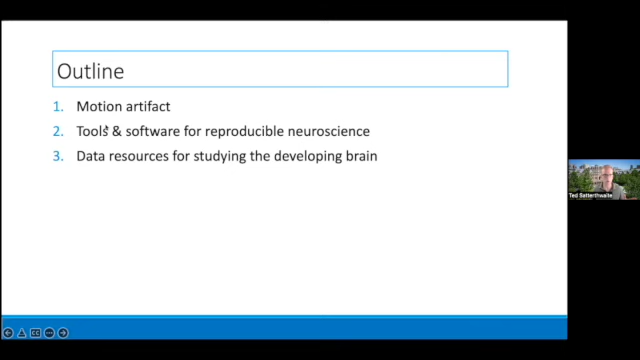 Outline
1. Motion artifact
2. Tools & software for reproducible neuroscience
3. Data resources for studying the developing brain
Ted Satterthwaite